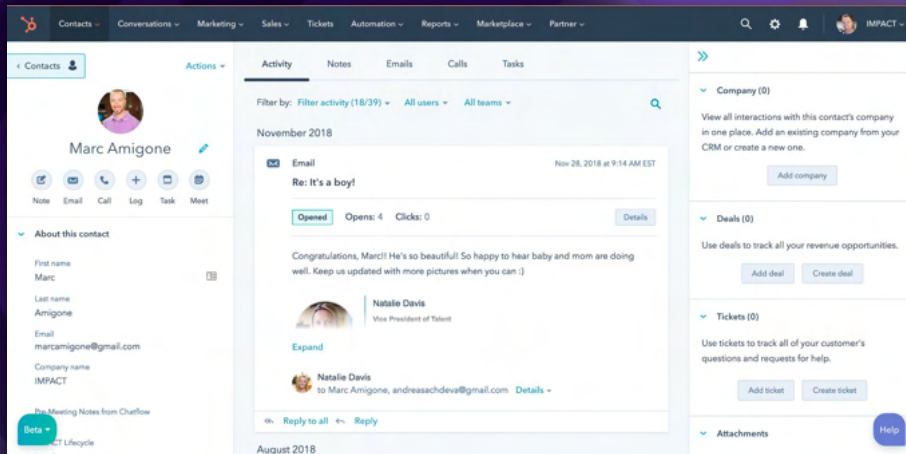 Contacts Conversations Marketing Sales Tickets Automation Reports Marketplace Partner IMPACT
Contacts
Actions
Marc Amigone
Note Email Call Log Task Meet
About this contact
First name
Marc
Last name
Amigone
Email
marcamigone@gmail.com
Company name
IMPACT
Pre-Meeting Notes from Chatflow
Beta
Lifecycle
Activity Notes Emails Calls Tasks
Filter by: Filter activity (18/39) All users All teams
November 2018
Email Nov 28, 2018 at 9:14 AM EST
Re: It's a boy!
Opened Opens: 4 Clicks: 0 Details
Congratulations, Marc!! He's so beautiful! So happy to hear baby and mom are doing
well. Keep us updated with more pictures when you can :)
Natalie Davis
Vice President of Talent
Expand
Natalie Davis
to Marc Amigone, andreasachdeva@gmail.com Details
Reply to all Reply
August 2018
Company (0)
View all interactions with this contact's company
in one place. Add an existing company from your
CRM or create a new one.
Add company
Deals (0)
Use deals to track all your revenue opportunities.
Add deal Create deal
Tickets (0)
Use tickets to track all of your customer's
questions and requests for help.
Add ticket Create ticket
Attachments
Help